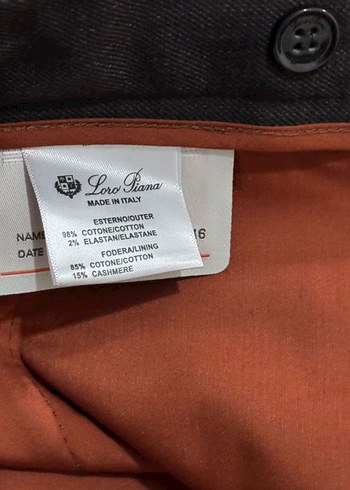 Loro Piana
MADE IN ITALY
ESTERNO/OUTER
98% COTONE/COTTON
2% ELASTAN/ELASTANE
FODERA/LINING
85% COTONE/COTTON
15% CASHMERE
NAM
16
DATE